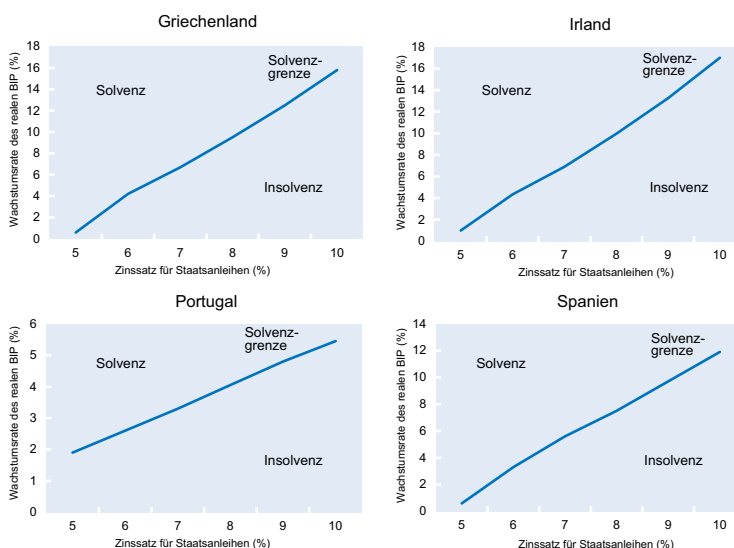 Griechenland
Wachstumsrate des realen BIP (%)
18
16
14
12
10
8
6
4
2
0
Solvenz
Solvenz-
grenze
Insolvenz
5 6 7 8 9 10
Zinssatz für Staatsanleihen (%)
Irland
Wachstumsrate des realen BIP (%)
18
16
14
12
10
8
6
4
2
0
Solvenz
Solvenz-
grenze
Insolvenz
5 6 7 8 9 10
Zinssatz für Staatsanleihen (%)
Portugal
Wachstumsrate des realen BIP (%)
6
5
4
3
2
1
0
Solvenz
Solvenz-
grenze
Insolvenz
5 6 7 8 9 10
Zinssatz für Staatsanleihen (%)
Spanien
Wachstumsrate des realen BIP (%)
14
12
10
8
6
4
2
0
Solvenz
Solvenz-
grenze
Insolvenz
5 6 7 8 9 10
Zinssatz für Staatsanleihen (%)